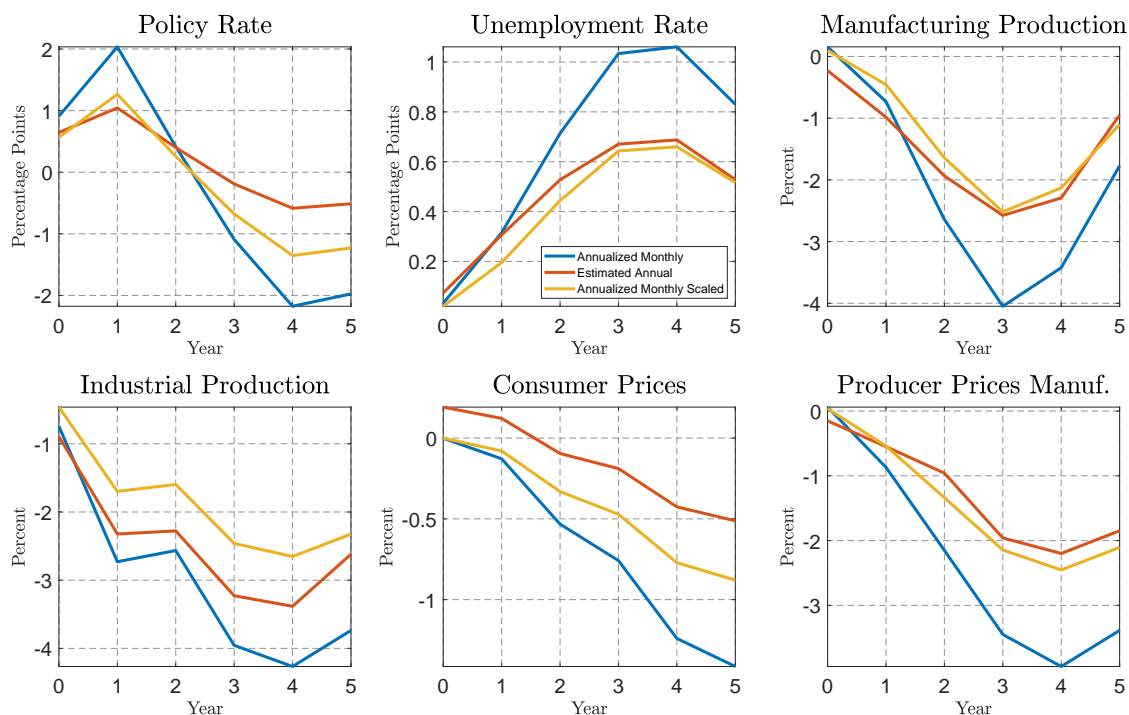 Policy Rate
Unemployment Rate
Manufacturing Production
2
1
0
-1
-2
Percentage Points
0 1 2 3 4 5
Year
1
0.8
0.6
0.4
0.2
Percentage Points
Annualized Monthly
Estimated Annual
Annualized Monthly Scaled
0 1 2 3 4 5
Year
0
-1
-2
-3
-4
Percent
0 1 2 3 4 5
Year
Industrial Production
Consumer Prices
Producer Prices Manuf.
-1
-2
-3
-4
Percent
0 1 2 3 4 5
Year
0
-0.5
-1
Percent
0 1 2 3 4 5
Year
0
-1
-2
-3
Percent
0 1 2 3 4 5
Year